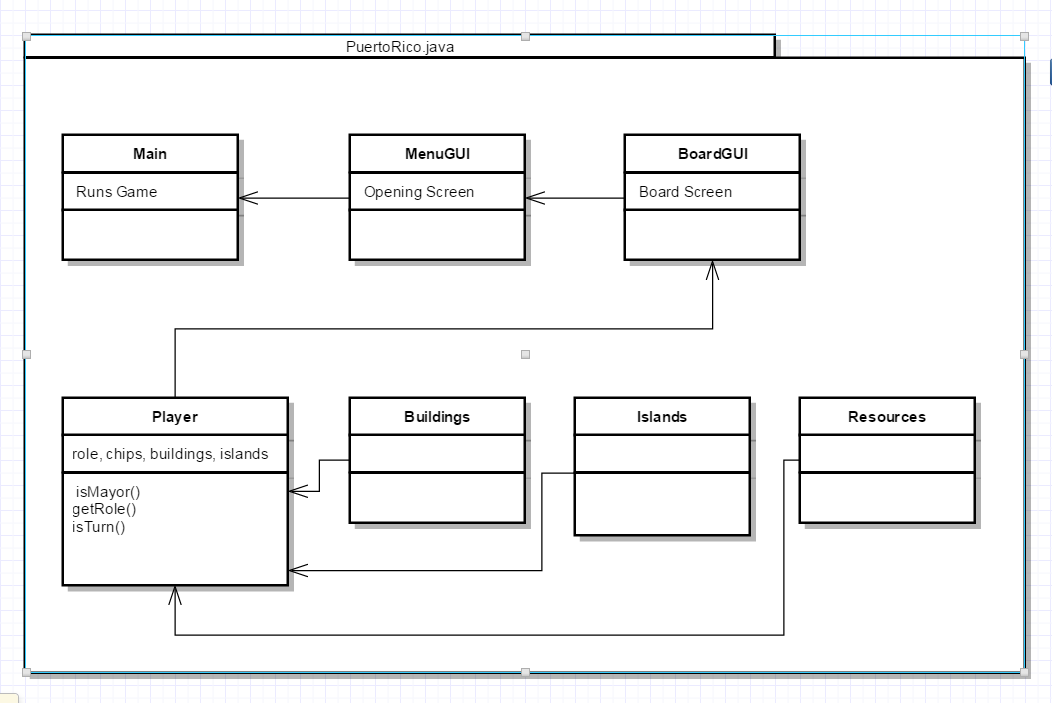 PuertoRico.java
Main
Runs Game
MenuGUI
Opening Screen
BoardGUI
Board Screen
Player
role, chips, buildings, islands
isMayor()
getRole()
isTurn()
Buildings
Islands
Resources